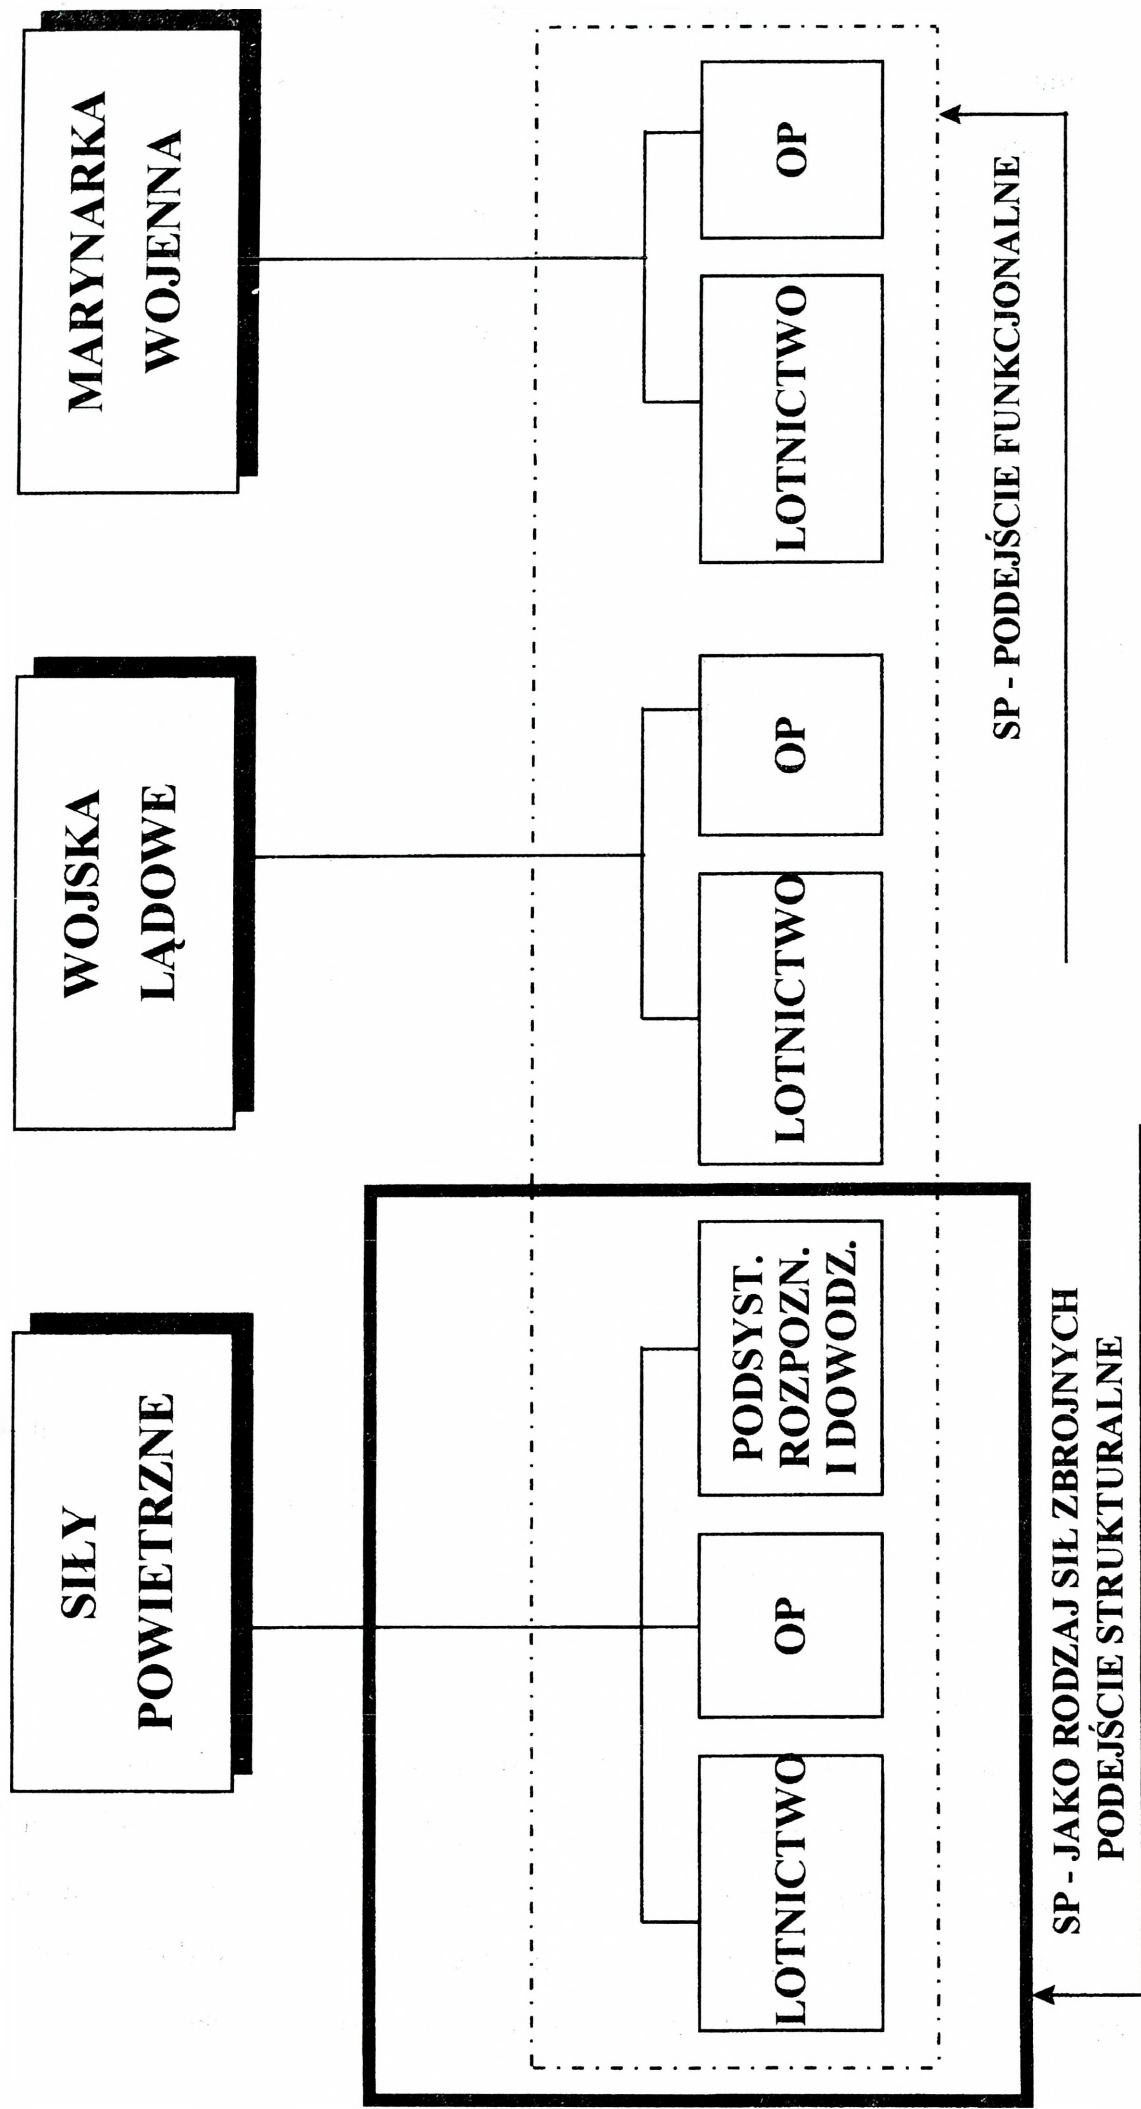 SIŁY
POWIETRZNE
WOJSKA
LĄDOWE
MARYNARKA
WOJENNA
LOTNICTWO
OP
PODSYST.
ROZPOZN.
I DOWODZ.
LOTNICTWO
OP
LOTNICTWO
OP
SP - JAKO RODZAJ SIŁ ZBROJNYCH
PODEJŚCIE STRUKTURALNE
SP - PODEJŚCIE FUNKCJONALNE